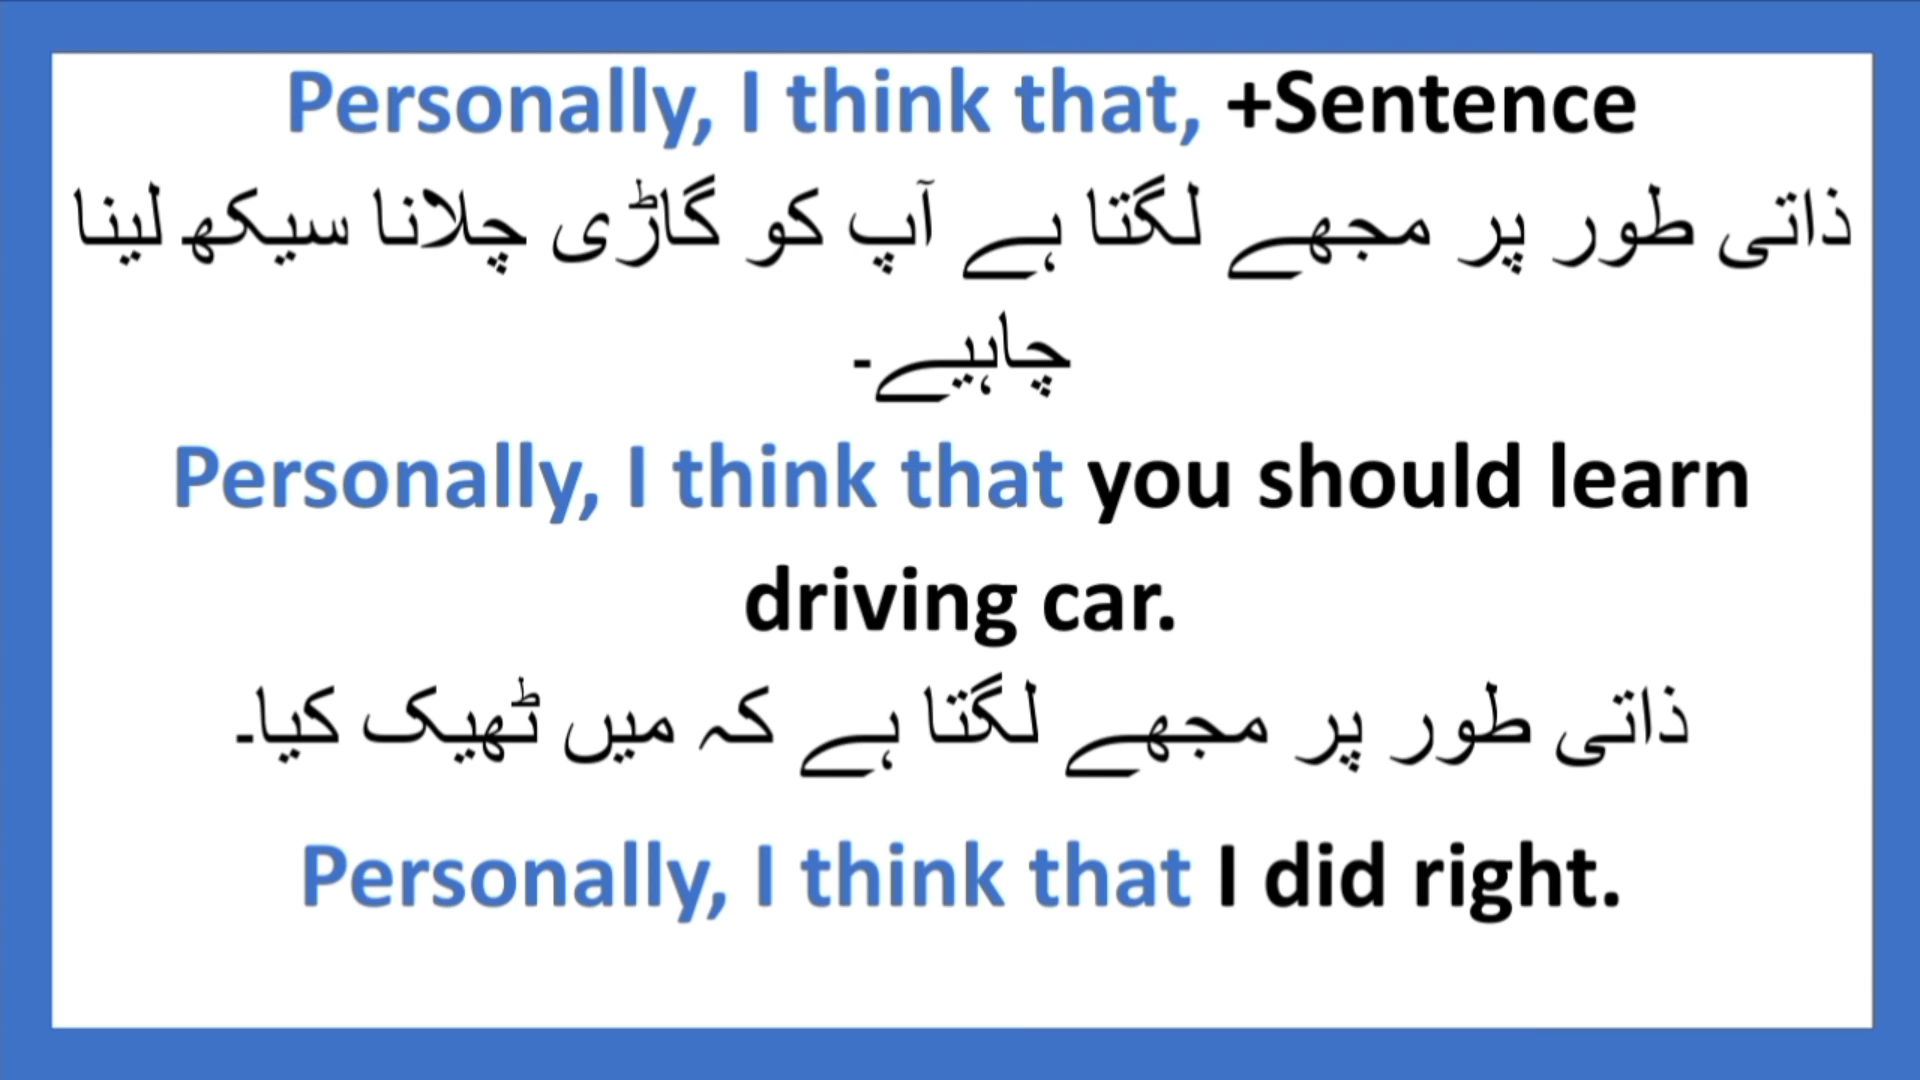 Personally, I think that, +Sentence
ذاتی طور پر مجھے لگتا ہے آپ کو گاڑی چلانا سیکھ لینا
چاہیے۔
Personally, I think that you should learn
driving car.
ذاتی طور پر مجھے لگتا ہے کہ میں ٹھیک کیا۔
Personally, I think that I did right.